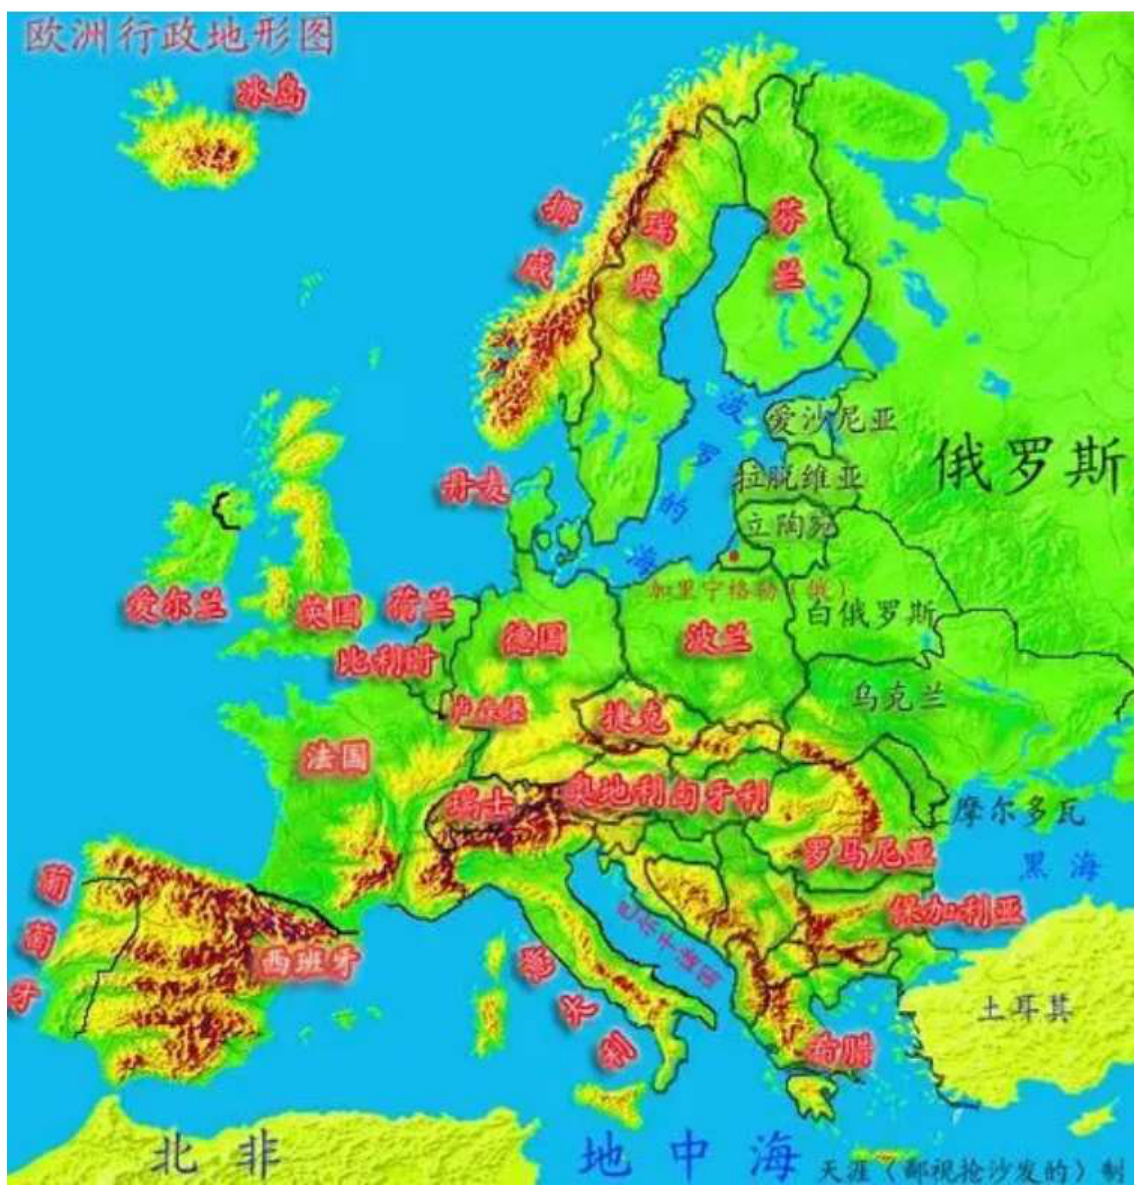 欧洲行政地形图
冰岛
挪威
瑞典
芬兰
波罗的海
爱沙尼亚
俄罗斯
拉脱维亚
丹麦
立陶宛
加里宁格勒（俄）
爱尔兰
英国
荷兰
德国
波兰
白俄罗斯
比利时
乌克兰
卢森堡
捷克
法国
瑞士
奥地利
匈牙利
摩尔多瓦
罗马尼亚
黑海
葡萄牙
保加利亚
西班牙
意大利
土耳其
希腊
北非
地中海
天涯（鄙视抢沙发的）制